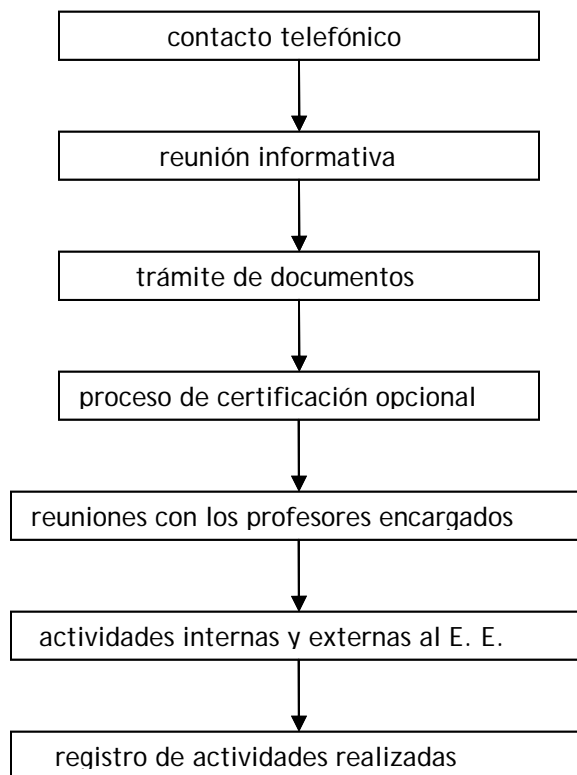 contacto telefónico
reunión informativa
trámite de documentos
proceso de certificación opcional
reuniones con los profesores encargados
actividades internas y externas al E. E.
registro de actividades realizadas